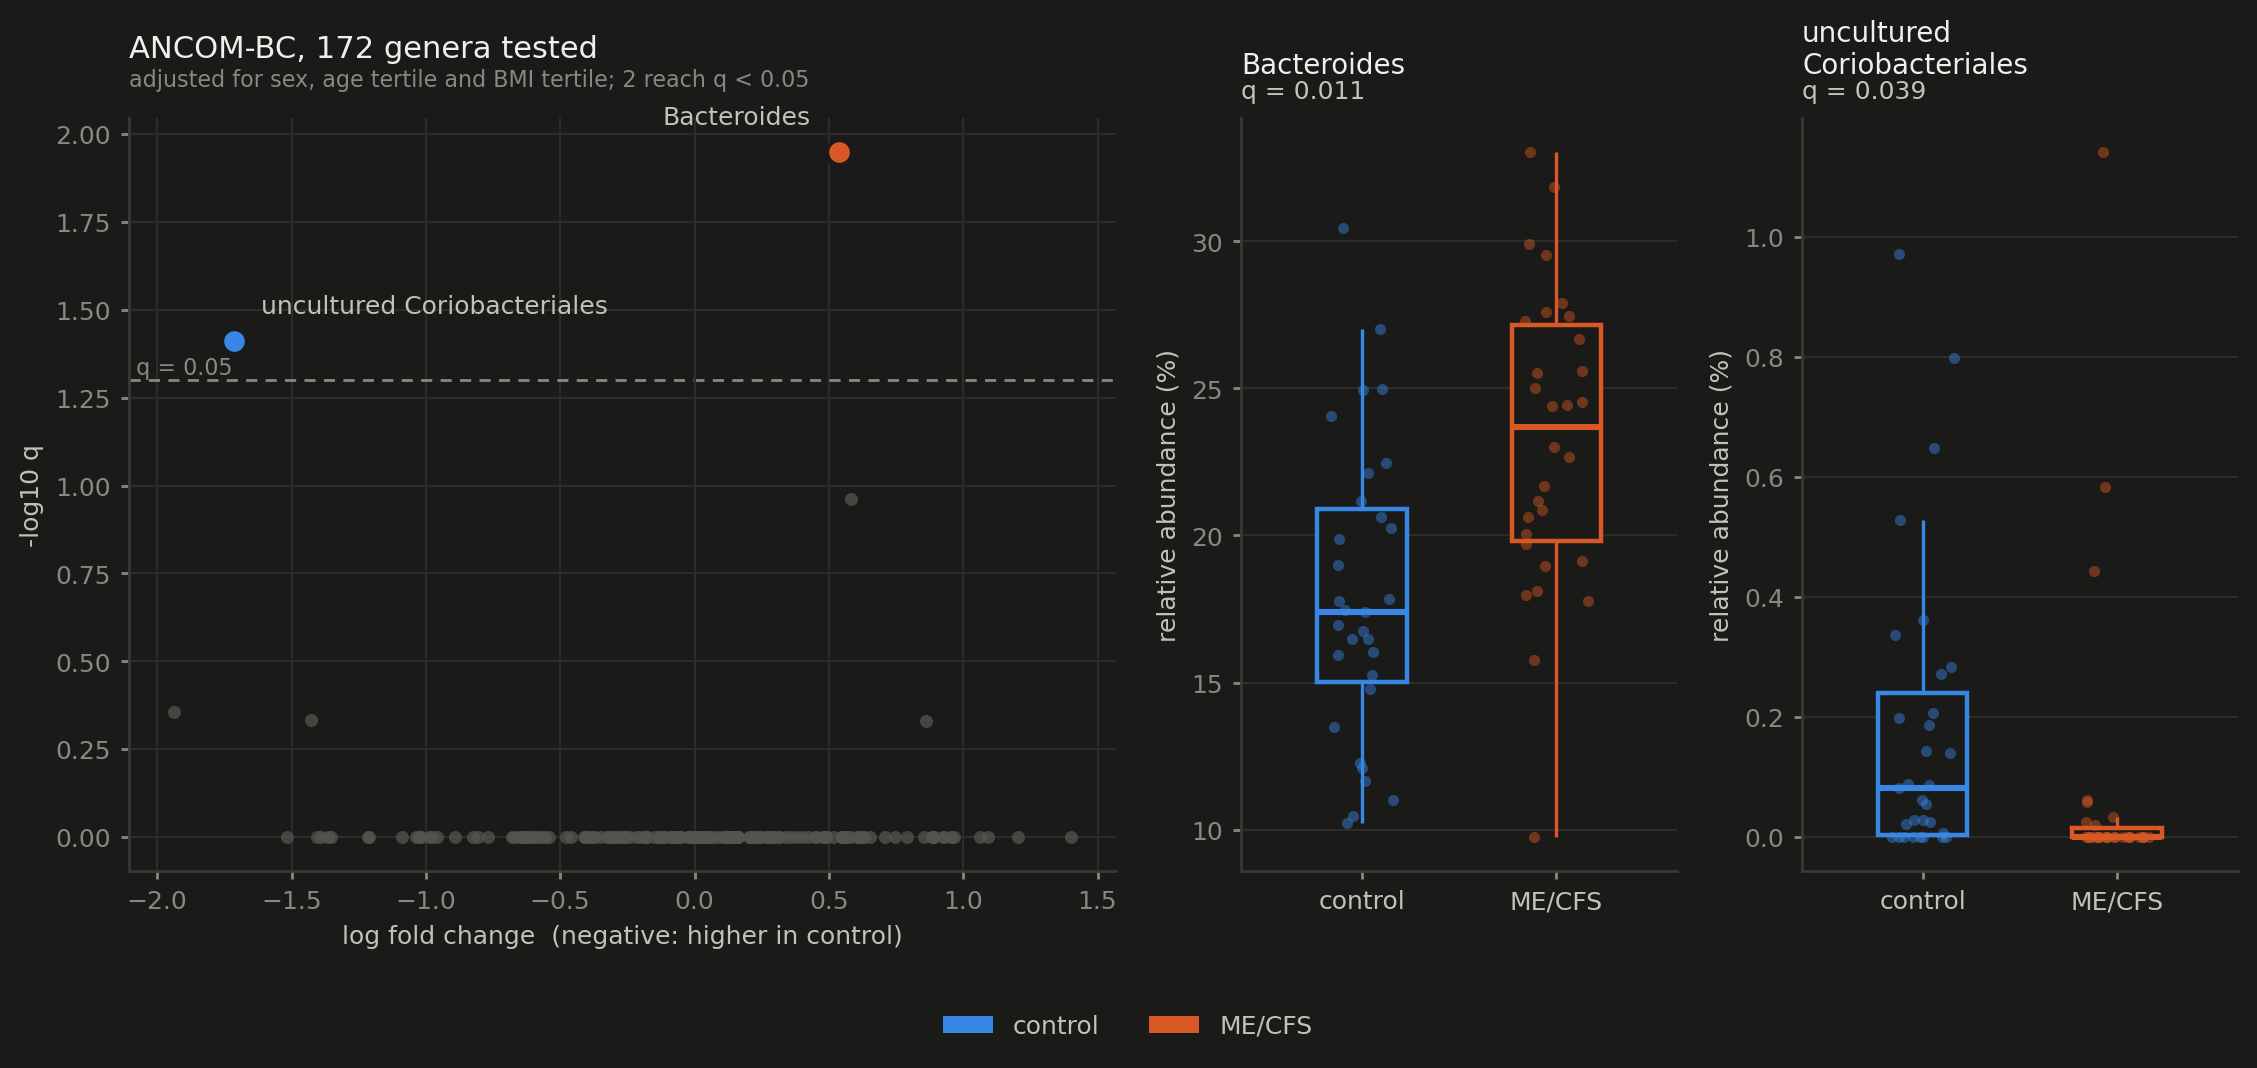 ANCOM-BC, 172 genera tested
adjusted for sex, age tertile and BMI tertile; 2 reach q < 0.05
Bacteroides
uncultured Coriobacteriales
q = 0.05
-log10 q
2.00
1.75
1.50
1.25
1.00
0.75
0.50
0.25
0.00
−2.0
−1.5
−1.0
−0.5
0.0
0.5
1.0
1.5
log fold change  (negative: higher in control)
Bacteroides
q = 0.011
relative abundance (%)
30
25
20
15
10
control
ME/CFS
uncultured
Coriobacteriales
q = 0.039
relative abundance (%)
1.0
0.8
0.6
0.4
0.2
0.0
control
ME/CFS
control
ME/CFS